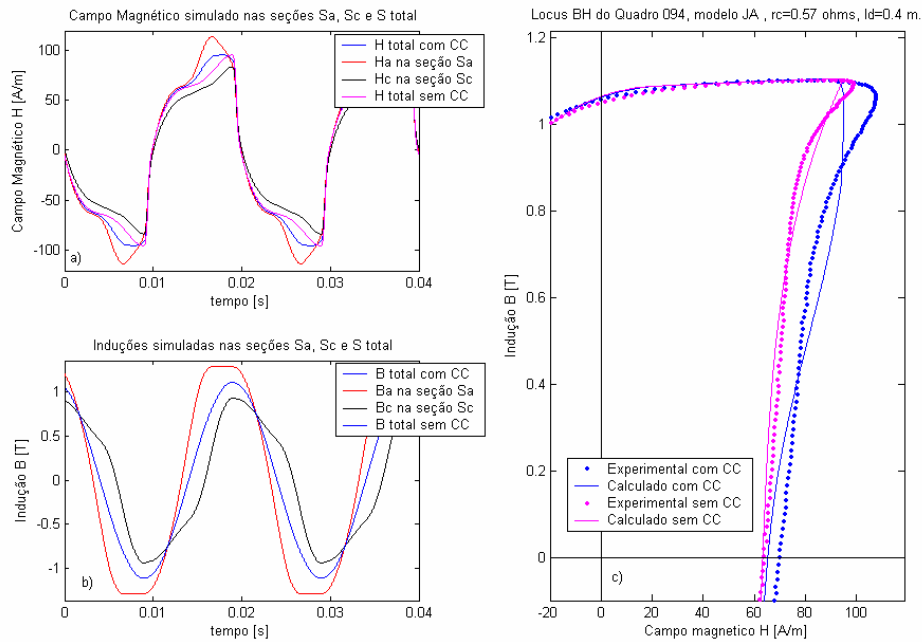 Campo Magnético simulado nas seções Sa, Sc e S total
Campo Magnético H [A/m]
100
50
0
-50
-100
H total com CC
Ha na seção Sa
Hc na seção Sc
H total sem CC
a)
0
0.01
0.02
0.03
0.04
tempo [s]
Induções simuladas nas seções Sa, Sc e S total
Indução B [T]
1
0.5
0
-0.5
-1
B total com CC
Ba na seção Sa
Bc na seção Sc
B total sem CC
b)
0
0.01
0.02
0.03
0.04
tempo [s]
Locus BH do Quadro 094, modelo JA , rc=0.57 ohms, ld=0.4 m.
Indução B [T]
1.2
1
0.8
0.6
0.4
0.2
0
Experimental com CC
Calculado com CC
Experimental sem CC
Calculado sem CC
c)
-20
0
20
40
60
80
100
Campo magnetico H [A/m]